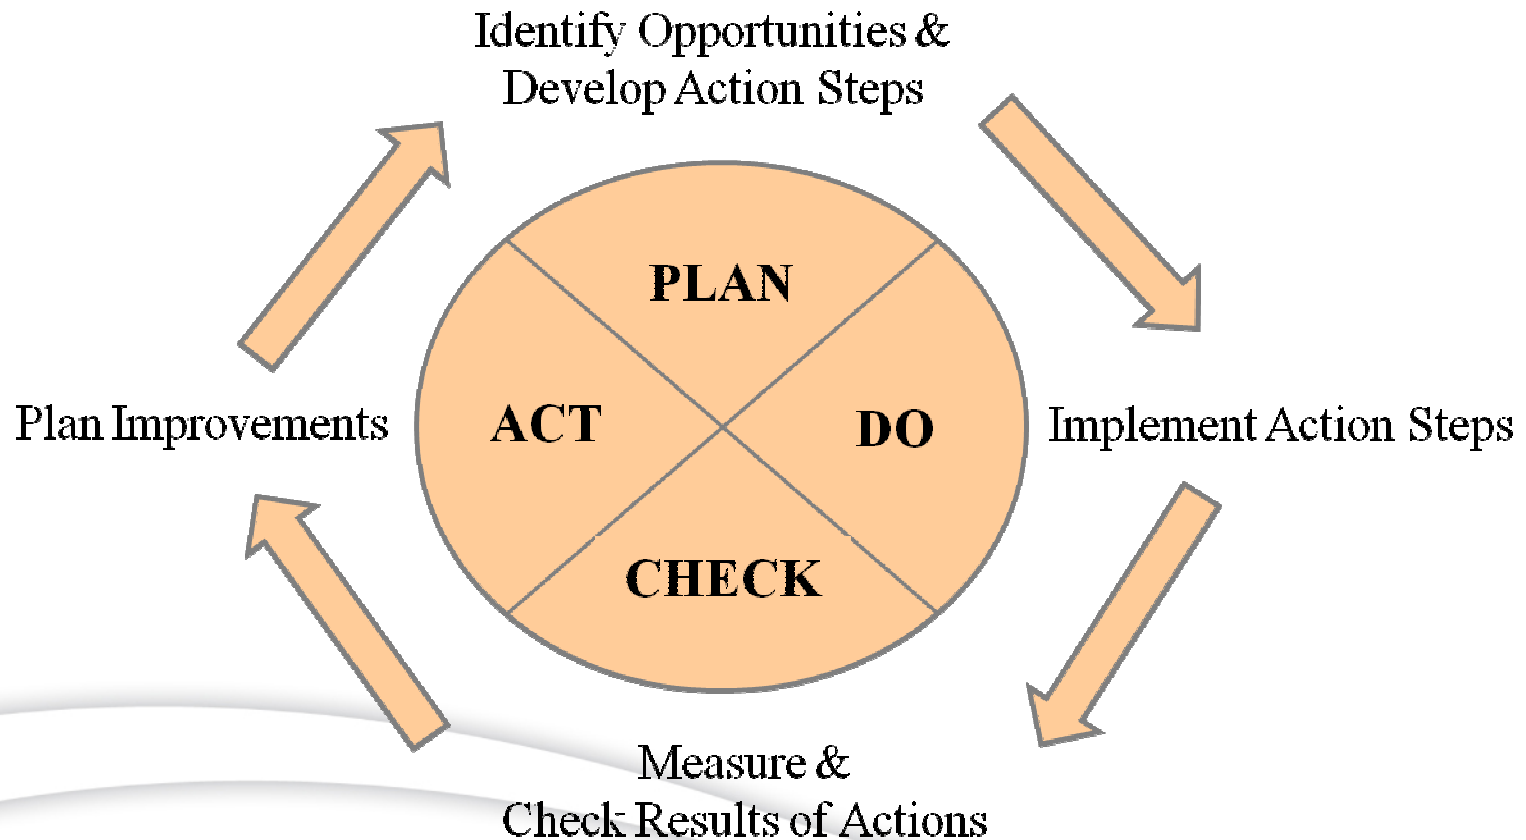 Identify Opportunities &
Develop Action Steps
PLAN
Plan Improvements
ACT
DO
Implement Action Steps
CHECK
Measure &
Check Results of Actions